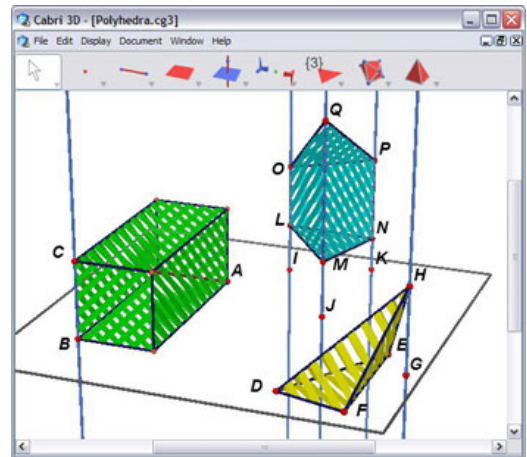 Cabri 3D - [Polyhedra.cg3]
File Edit Display Document Window Help
{3}
Q
O P
C
L N
A
I M K H
J
B
E
D G
F